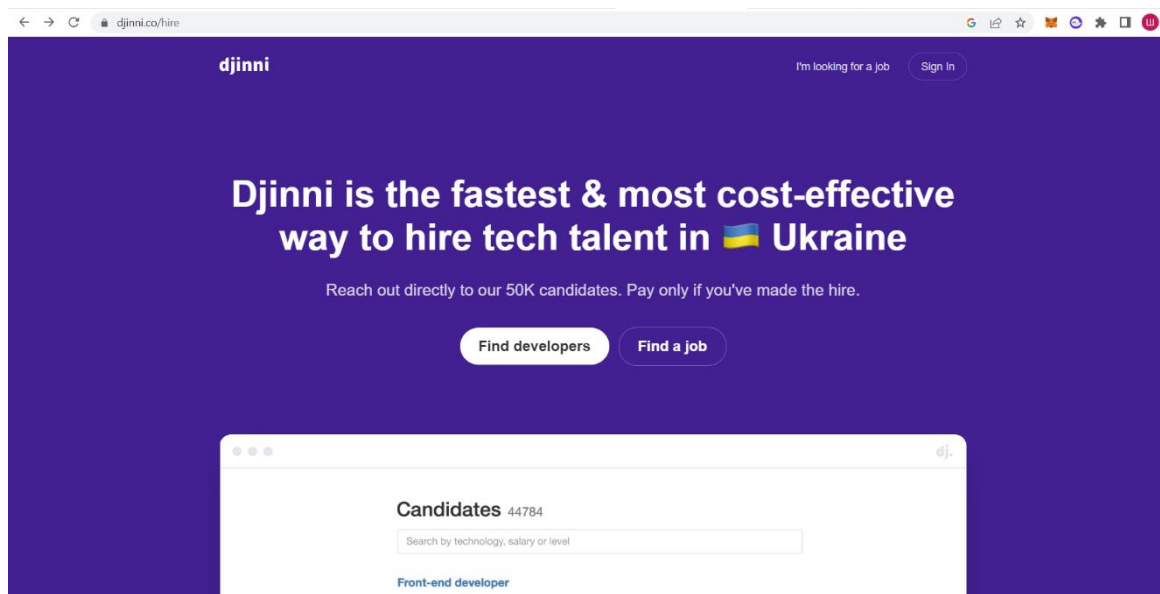 djinni.co/hire
Ш
djinni
I'm looking for a job
Sign In
Djinni is the fastest & most cost-effective
way to hire tech talent in 🇺🇦 Ukraine
Reach out directly to our 50K candidates. Pay only if you've made the hire.
Find developers
Find a job
dj.
Candidates 44784
Search by technology, salary or level
Front-end developer